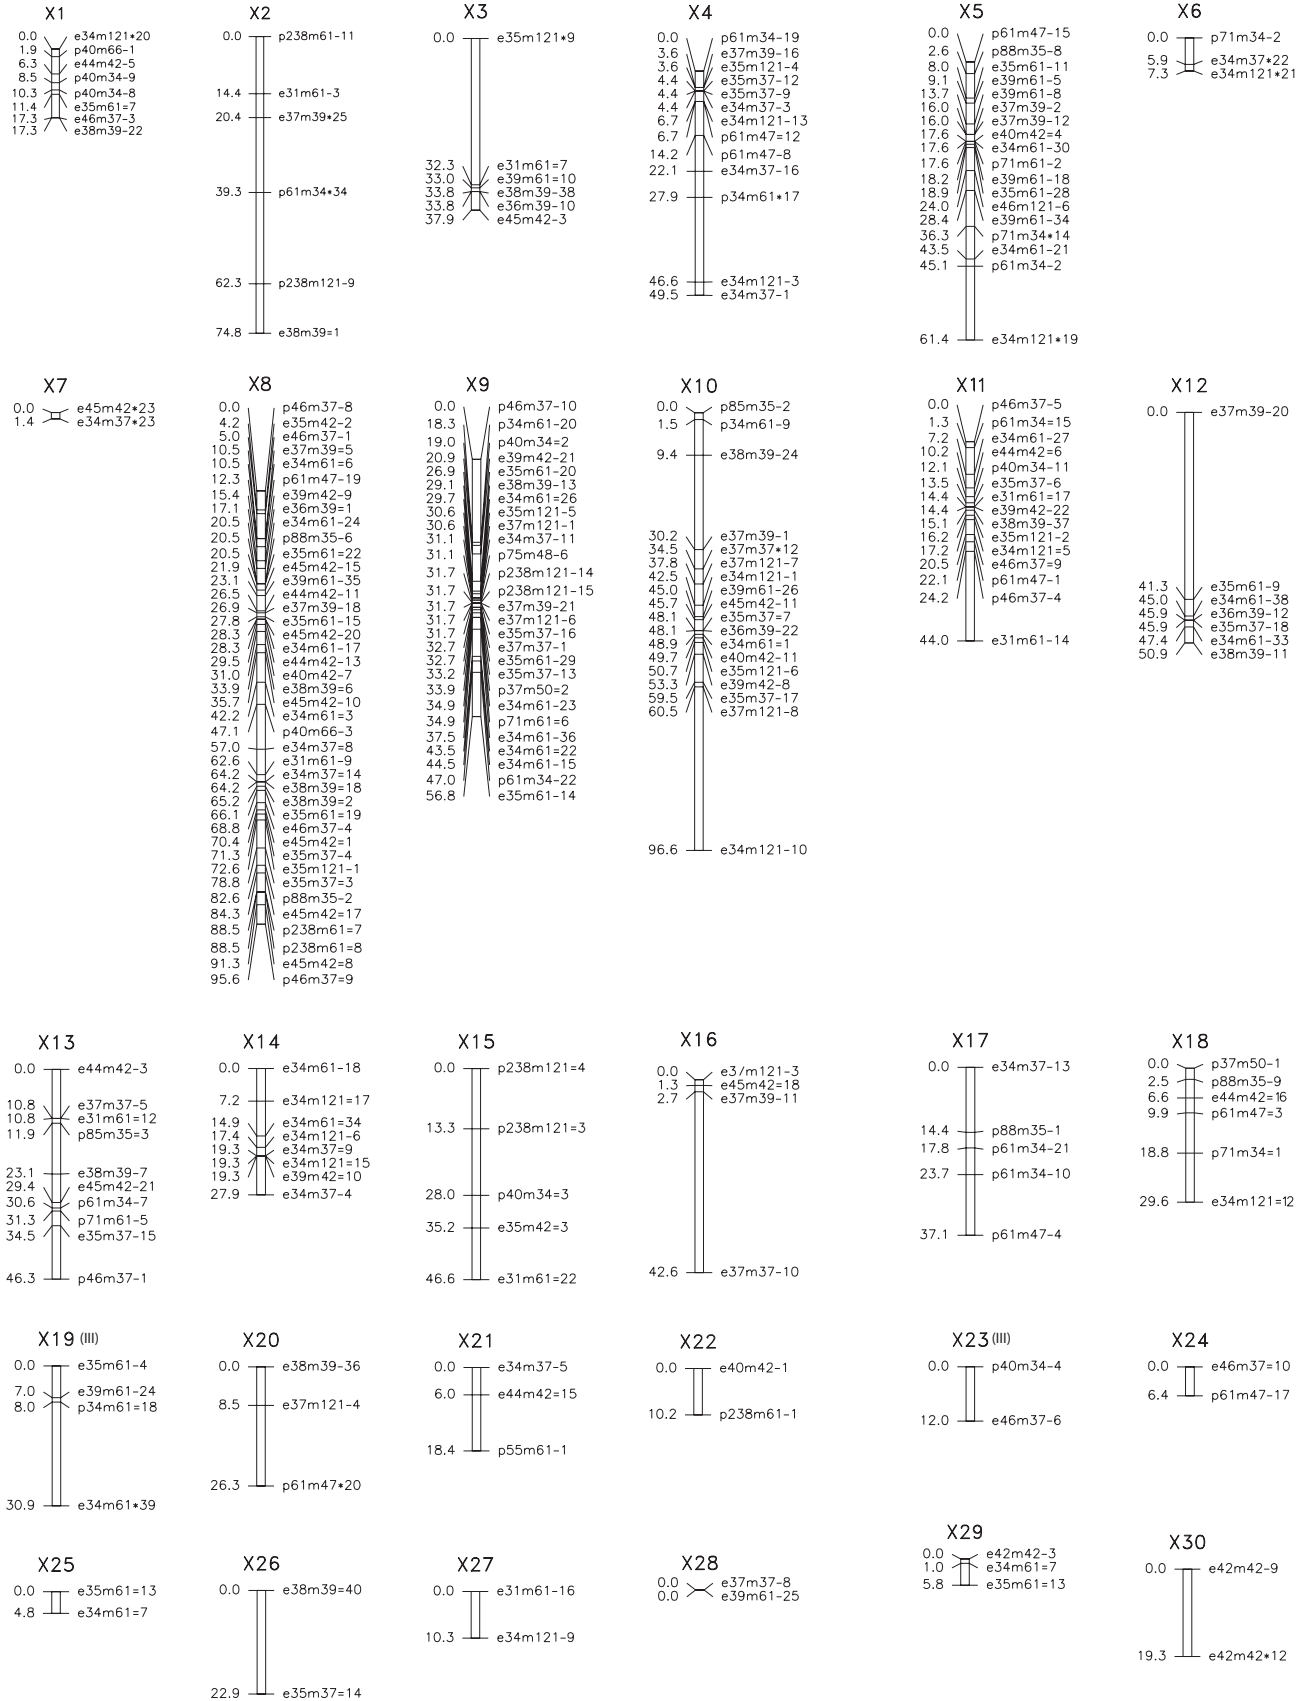 X1
0.0 e34m121*20
1.9 p40m66-1
6.3 e44m42-5
8.5 p40m34-9
10.3 p40m34-8
11.4 e35m61=7
17.3 e46m37-3
17.3 e38m39-22
X2
0.0 p238m61-11
14.4 e31m61-3
20.4 e37m39*25
39.3 p61m34*34
62.3 p238m121-9
74.8 e38m39=1
X3
0.0 e35m121*9
32.3 e31m61=7
33.0 e39m61=10
33.8 e38m39-38
33.8 e36m39-10
37.9 e45m42-3
X4
0.0 p61m34-19
3.6 e37m39-16
3.6 e35m121-4
4.4 e35m37-12
4.4 e35m37-9
4.4 e34m37-3
6.7 e34m121-13
6.7 p61m47=12
14.2 p61m47-8
22.1 e34m37-16
27.9 p34m61*17
46.6 e34m121-3
49.5 e34m37-1
X5
0.0 p61m47-15
2.6 p88m35-8
8.0 e35m61-11
9.1 e39m61-5
13.7 e39m61-8
16.0 e37m39-2
16.0 e37m39-12
17.6 e40m42=4
17.6 e34m61-30
17.6 p71m61-2
18.2 e39m61-18
18.9 e35m61-28
24.0 e46m121-6
28.4 e39m61-34
36.3 p71m34*14
43.5 e34m61-21
45.1 p61m34-2
61.4 e34m121*19
X6
0.0 p71m34-2
5.9 e34m37*22
7.3 e34m121*21
X7
0.0 e45m42*23
1.4 e34m37*23
X8
0.0 p46m37-8
4.2 e35m42-2
5.0 e46m37-1
10.5 e37m39=5
10.5 e34m61=6
12.3 p61m47-19
15.4 e39m42-9
17.1 e36m39=1
20.5 e34m61-24
20.5 p88m35-6
20.5 e35m61=22
21.9 e45m42-15
23.1 e39m61-35
26.5 e44m42-11
26.9 e37m39-18
27.8 e35m61-15
28.3 e45m42-20
28.3 e34m61-17
29.5 e44m42-13
31.0 e40m42-7
33.9 e38m39=6
35.7 e45m42-10
42.2 e34m61=3
47.1 p40m66-3
57.0 e34m37=8
62.6 e31m61-9
64.2 e34m37=14
64.2 e38m39=18
65.2 e38m39=2
66.1 e35m61=19
68.8 e46m37-4
70.4 e45m42=1
71.3 e35m37-4
72.6 e35m121-1
78.8 e35m37=3
82.6 p88m35-2
84.3 e45m42=17
88.5 p238m61=7
88.5 p238m61=8
91.3 e45m42=8
95.6 p46m37=9
X9
0.0 p46m37-10
18.3 p34m61-20
19.0 p40m34=2
20.9 e39m42-21
26.9 e35m61-20
29.1 e38m39-13
29.7 e34m61=26
30.6 e35m121-5
30.6 e37m121-1
31.1 e34m37-11
31.1 p75m48-6
31.7 p238m121-14
31.7 p238m121-15
31.7 e37m39-21
31.7 e37m121-6
31.7 e35m37-16
32.7 e37m37-1
32.7 e35m61-29
33.2 e35m37-13
33.9 p37m50=2
34.9 e34m61-23
34.9 p71m61=6
37.5 e34m61-36
43.5 e34m61=22
44.5 e34m61-15
47.0 p61m34-22
56.8 e35m61-14
X10
0.0 p85m35-2
1.5 p34m61-9
9.4 e38m39-24
30.2 e37m39-1
34.5 e37m37*12
37.8 e37m121-7
42.5 e34m121-1
45.0 e39m61-26
45.7 e45m42-11
48.1 e35m37=7
48.1 e36m39-22
48.9 e34m61=1
49.7 e40m42-11
50.7 e35m121-6
53.3 e39m42-8
59.5 e35m37-17
60.5 e37m121-8
96.6 e34m121-10
X11
0.0 p46m37-5
1.3 p61m34=15
7.2 e34m61-27
10.2 e44m42=6
12.1 p40m34-11
13.5 e35m37-6
14.4 e31m61=17
14.4 e39m42-22
15.1 e38m39-37
16.2 e35m121-2
17.2 e34m121=5
20.5 e46m37=9
22.1 p61m47-1
24.2 p46m37-4
44.0 e31m61-14
X12
0.0 e37m39-20
41.3 e35m61-9
45.0 e34m61-38
45.9 e36m39-12
45.9 e35m37-18
47.4 e34m61-33
50.9 e38m39-11
X13
0.0 e44m42-3
10.8 e37m37-5
10.8 e31m61=12
11.9 p85m35=3
23.1 e38m39-7
29.4 e45m42-21
30.6 p61m34-7
31.3 p71m61-5
34.5 e35m37-15
46.3 p46m37-1
X14
0.0 e34m61-18
7.2 e34m121=17
14.9 e34m61=34
17.4 e34m121-6
19.3 e34m37=9
19.3 e34m121=15
19.3 e39m42=10
27.9 e34m37-4
X15
0.0 p238m121=4
13.3 p238m121=3
28.0 p40m34=3
35.2 e35m42=3
46.6 e31m61=22
X16
0.0 e37m121-3
1.3 e45m42=18
2.7 e37m39-11
42.6 e37m37-10
X17
0.0 e34m37-13
14.4 p88m35-1
17.8 p61m34-21
23.7 p61m34-10
37.1 p61m47-4
X18
0.0 p37m50-1
2.5 p88m35-9
6.6 e44m42=16
9.9 p61m47=3
18.8 p71m34=1
29.6 e34m121=12
X19 (III)
0.0 e35m61-4
7.0 e39m61-24
8.0 p34m61=18
30.9 e34m61*39
X20
0.0 e38m39-36
8.5 e37m121-4
26.3 p61m47*20
X21
0.0 e34m37-5
6.0 e44m42=15
18.4 p55m61-1
X22
0.0 e40m42-1
10.2 p238m61-1
X23 (III)
0.0 p40m34-4
12.0 e46m37-6
X24
0.0 e46m37=10
6.4 p61m47-17
X25
0.0 e35m61=13
4.8 e34m61=7
X26
0.0 e38m39=40
22.9 e35m37=14
X27
0.0 e31m61-16
10.3 e34m121-9
X28
0.0 e37m37-8
0.0 e39m61-25
X29
0.0 e42m42-3
1.0 e34m61=7
5.8 e35m61=13
X30
0.0 e42m42-9
19.3 e42m42*12